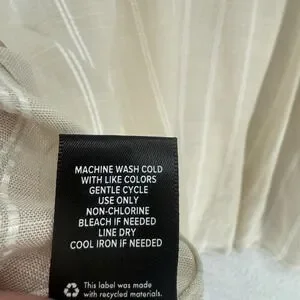 MACHINE WASH COLD
WITH LIKE COLORS
GENTLE CYCLE
USE ONLY
NON-CHLORINE
BLEACH IF NEEDED
LINE DRY
COOL IRON IF NEEDED
This label was made
with recycled materials.